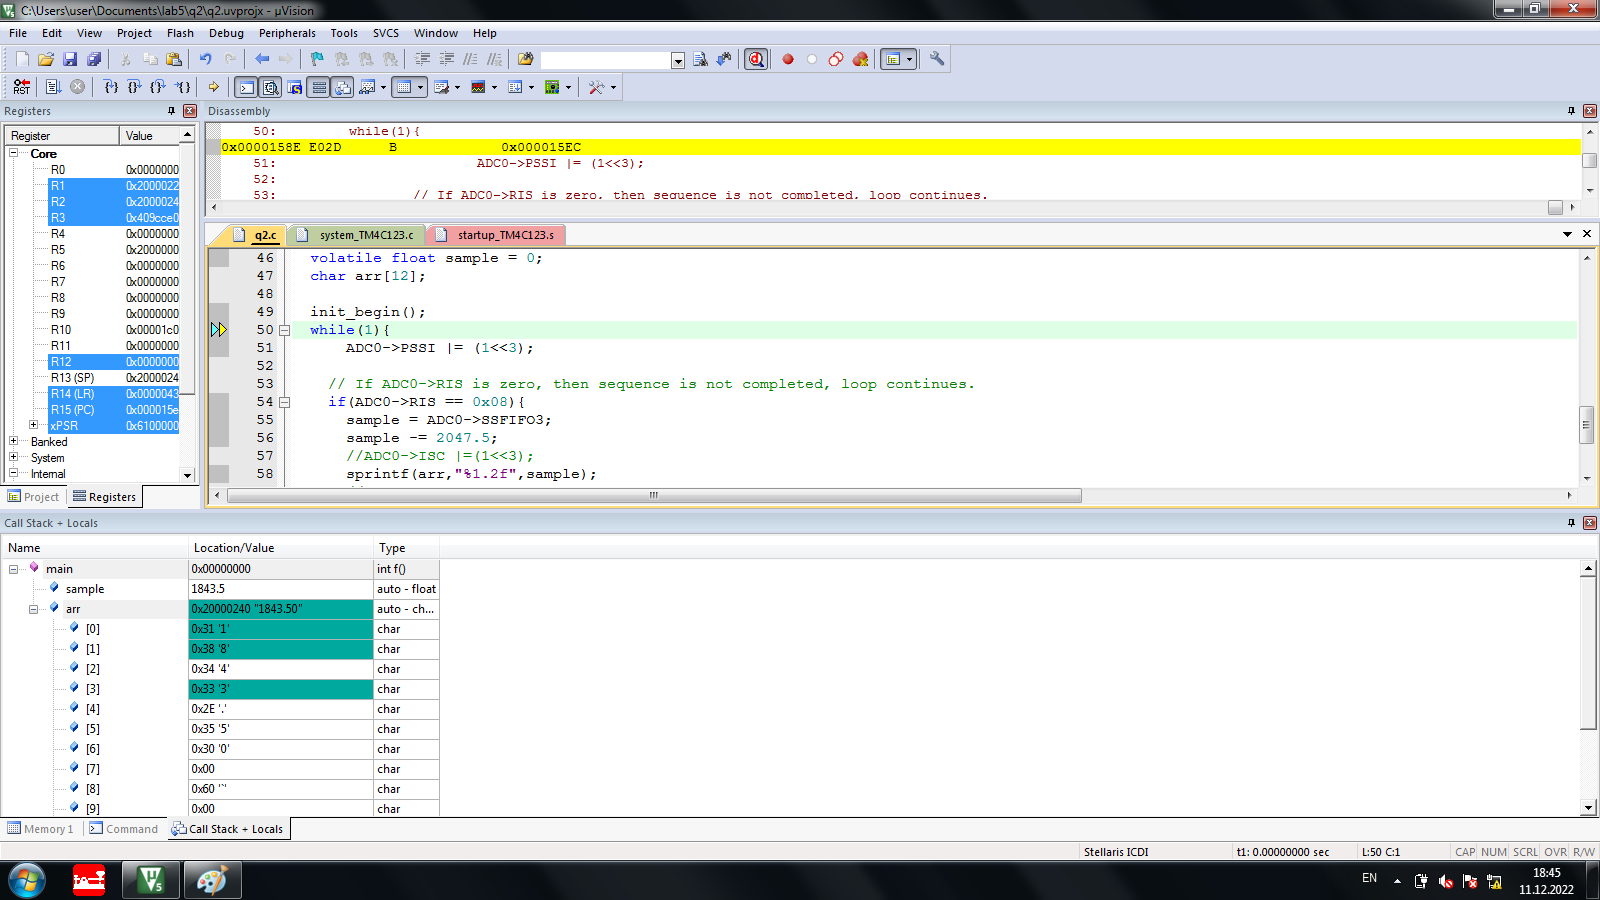 C:\Users\user\Documents\lab5\q2\q2.uvprojx - µVision
File Edit View Project Flash Debug Peripherals Tools SVCS Window Help
Registers
Register Value
Core
R0 0x0000000
R1 0x2000022
R2 0x2000024
R3 0x409cce0
R4 0x0000000
R5 0x2000000
R6 0x0000000
R7 0x0000000
R8 0x0000000
R9 0x0000000
R10 0x00001c0
R11 0x0000000
R12 0x0000000
R13 (SP) 0x2000024
R14 (LR) 0x0000043
R15 (PC) 0x000015e
xPSR 0x6100000
Banked
System
Internal
Project Registers
Disassembly
50: while(1){
0x0000158E E02D B 0x000015EC
51: ADC0->PSSI |= (1<<3);
52:
53: // If ADC0->RIS is zero, then sequence is not completed, loop continues.
q2.c system_TM4C123.c startup_TM4C123.s
46 volatile float sample = 0;
47 char arr[12];
48
49 init_begin();
50 while(1){
51 ADC0->PSSI |= (1<<3);
52
53 // If ADC0->RIS is zero, then sequence is not completed, loop continues.
54 if(ADC0->RIS == 0x08){
55 sample = ADC0->SSFIFO3;
56 sample -= 2047.5;
57 //ADC0->ISC |=(1<<3);
58 sprintf(arr,"%1.2f",sample);
Call Stack + Locals
Name Location/Value Type
main 0x00000000 int f()
sample 1843.5 auto - float
arr 0x20000240 "1843.50" auto - ch...
[0] 0x31 '1' char
[1] 0x38 '8' char
[2] 0x34 '4' char
[3] 0x33 '3' char
[4] 0x2E '.' char
[5] 0x35 '5' char
[6] 0x30 '0' char
[7] 0x00 char
[8] 0x60 '`' char
[9] 0x00 char
Memory 1 Command Call Stack + Locals
Stellaris ICDI t1: 0.00000000 sec L:50 C:1 CAP NUM SCRL OVR R/W
EN 18:45
11.12.2022